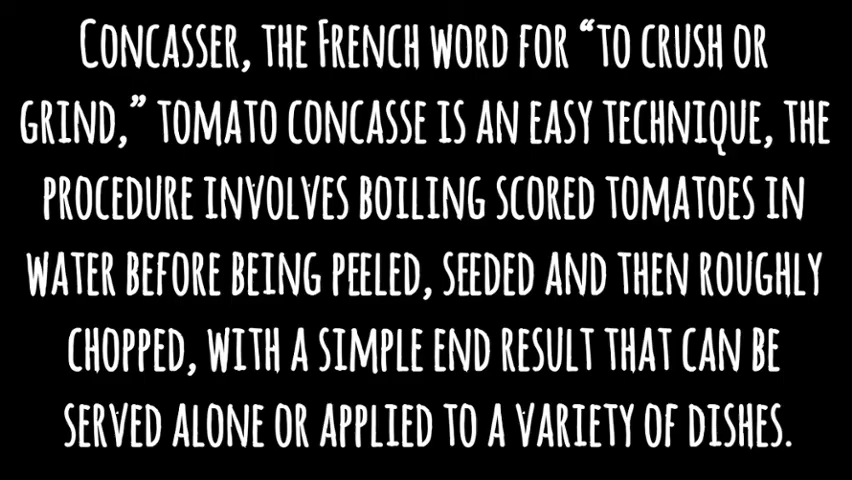 Concasser, the French word for “to crush or
grind,” tomato concasse is an easy technique, the
procedure involves boiling scored tomatoes in
water before being peeled, seeded and then roughly
chopped, with a simple end result that can be
served alone or applied to a variety of dishes.